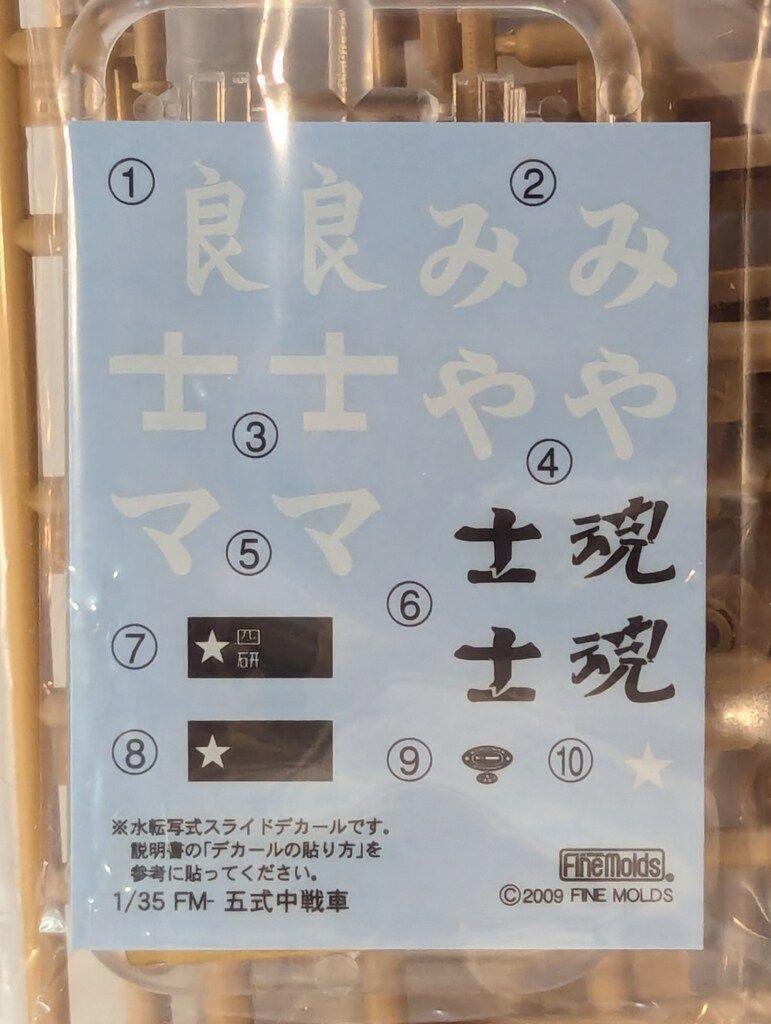 ① 良 良 ② み み
士 士 や や
③ ④
マ マ 士魂
⑤
⑥ 士魂
⑦ 四
研
⑧ ⑨ ⑩
※水転写式スライドデカールです。
説明書の「デカールの貼り方」を
参考に貼ってください。
1/35 FM- 五式中戦車
FineMolds
©2009 FINE MOLDS